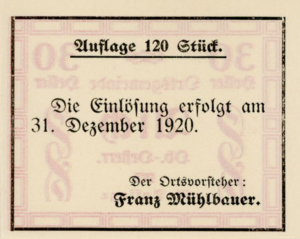 Auflage 120 Stück.
Die Einlösung erfolgt am
31. Dezember 1920.
Der Ortsvorsteher:
Franz Mühlbauer.